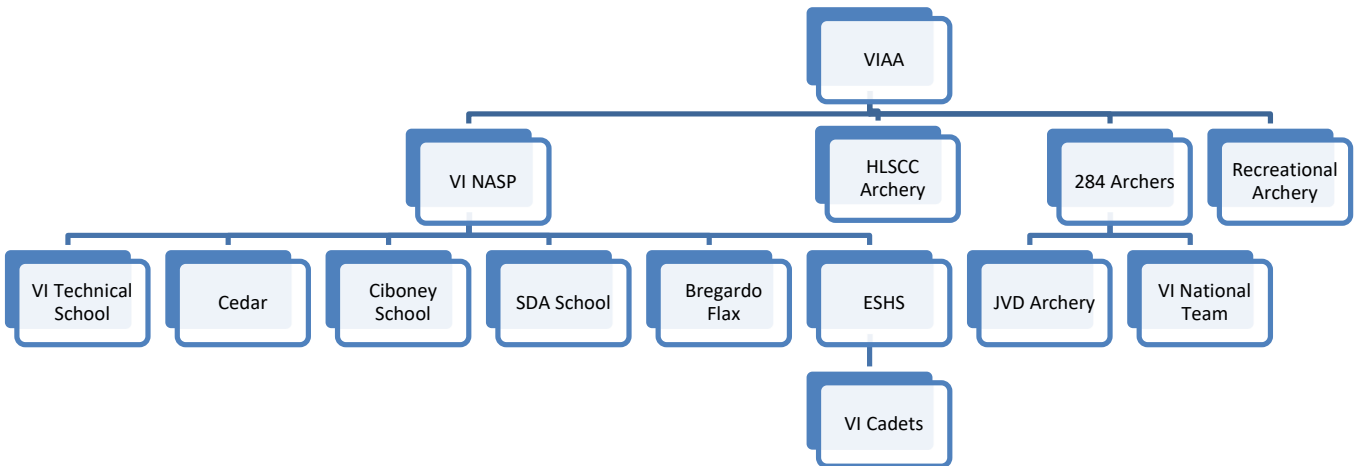 VIAA
VI NASP
HLSCC
Archery
284 Archers
Recreational
Archery
VI Technical
School
Cedar
Ciboney
School
SDA School
Bregardo
Flax
ESHS
JVD Archery
VI National
Team
VI Cadets